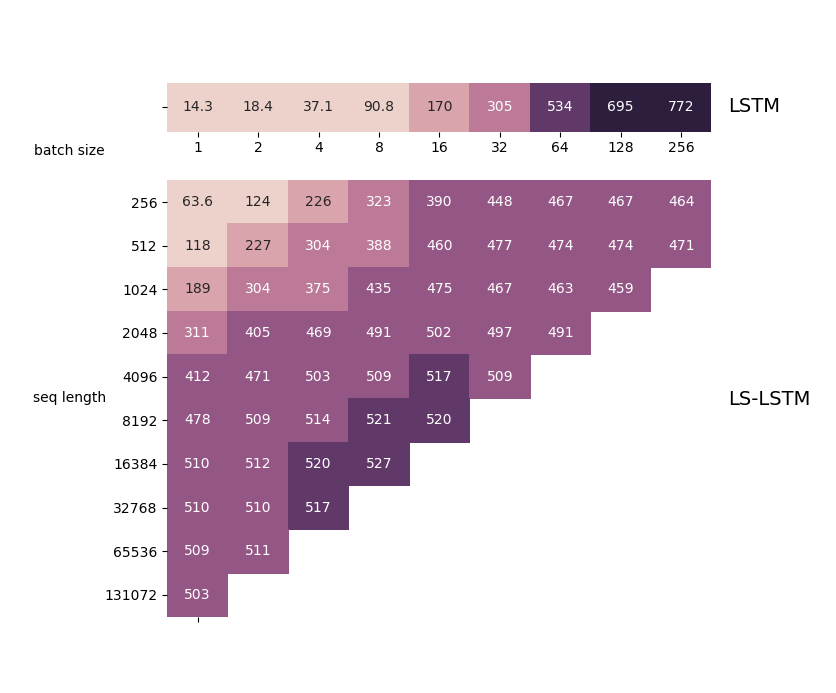 14.3 18.4 37.1 90.8 170 305 534 695 772 LSTM
1 2 4 8 16 32 64 128 256
batch size
256 63.6 124 226 323 390 448 467 467 464
512 118 227 304 388 460 477 474 474 471
1024 189 304 375 435 475 467 463 459
2048 311 405 469 491 502 497 491
4096 412 471 503 509 517 509
seq length LS-LSTM
8192 478 509 514 521 520
16384 510 512 520 527
32768 510 510 517
65536 509 511
131072 503